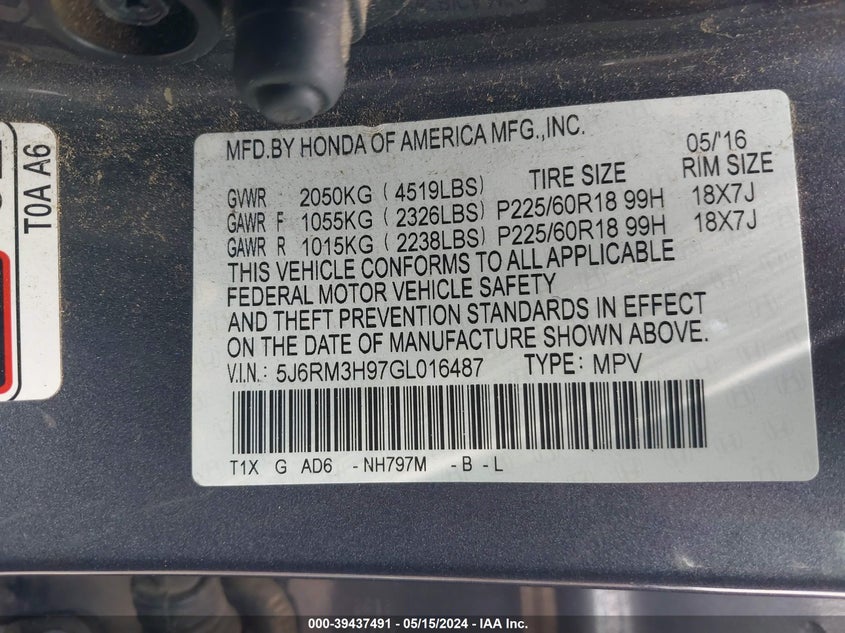 MFD.BY HONDA OF AMERICA MFG.,INC. 05/'16
TIRE SIZE RIM SIZE
GVWR 2050KG ( 4519LBS)
GAWR F 1055KG ( 2326LBS) P225/60R18 99H 18X7J
GAWR R 1015KG ( 2238LBS) P225/60R18 99H 18X7J
THIS VEHICLE CONFORMS TO ALL APPLICABLE
FEDERAL MOTOR VEHICLE SAFETY
AND THEFT PREVENTION STANDARDS IN EFFECT
ON THE DATE OF MANUFACTURE SHOWN ABOVE.
V.I.N.: 5J6RM3H97GL016487 TYPE: MPV
T1X G AD6 -NH797M -B -L
T0A A6
000-39437491 - 05/15/2024 - IAA Inc.